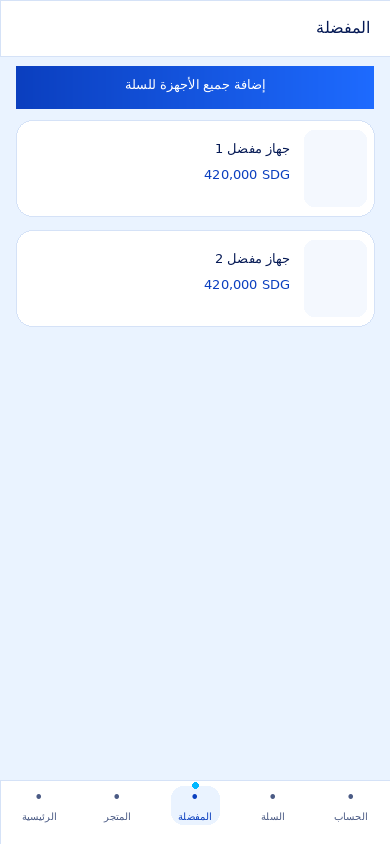 المفضلة
إضافة جميع الأجهزة للسلة
جهاز مفضل 1
420,000 SDG
جهاز مفضل 2
420,000 SDG
الحساب
السلة
المفضلة
المتجر
الرئيسية